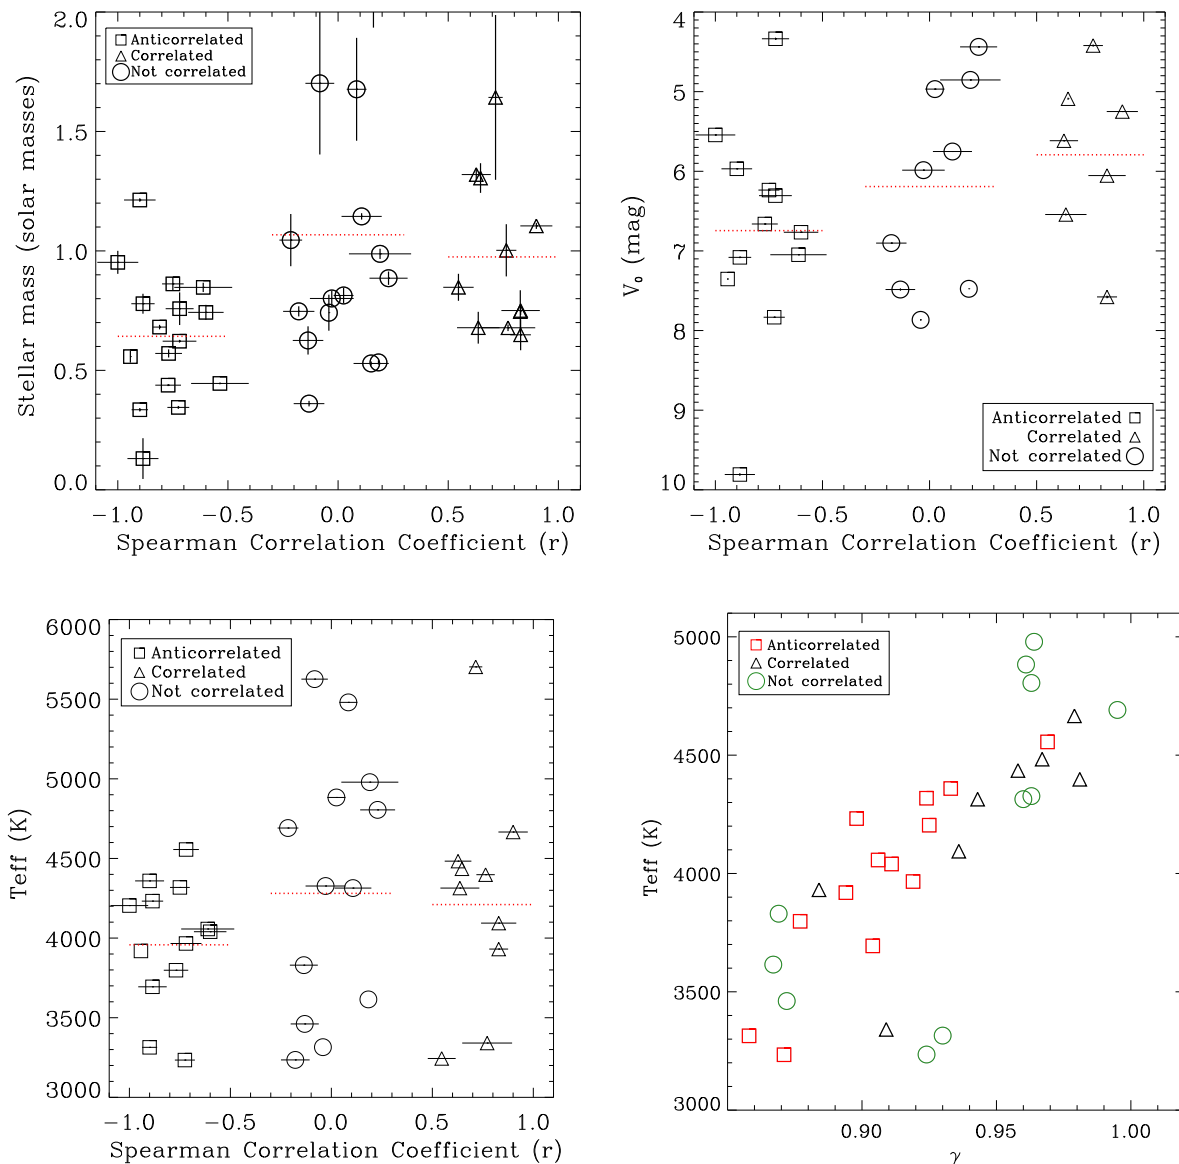 2.0
1.5
1.0
0.5
0.0
Stellar mass (solar masses)
Anticorrelated
Correlated
Not correlated
−1.0 −0.5 0.0 0.5 1.0
Spearman Correlation Coefficient (r)
4
5
6
7
8
9
10
V₀ (mag)
Anticorrelated
Correlated
Not correlated
−1.0 −0.5 0.0 0.5 1.0
Spearman Correlation Coefficient (r)
6000
5500
5000
4500
4000
3500
3000
Teff (K)
Anticorrelated
Correlated
Not correlated
−1.0 −0.5 0.0 0.5 1.0
Spearman Correlation Coefficient (r)
5000
4500
4000
3500
3000
Teff (K)
Anticorrelated
Correlated
Not correlated
0.90 0.95 1.00
γ